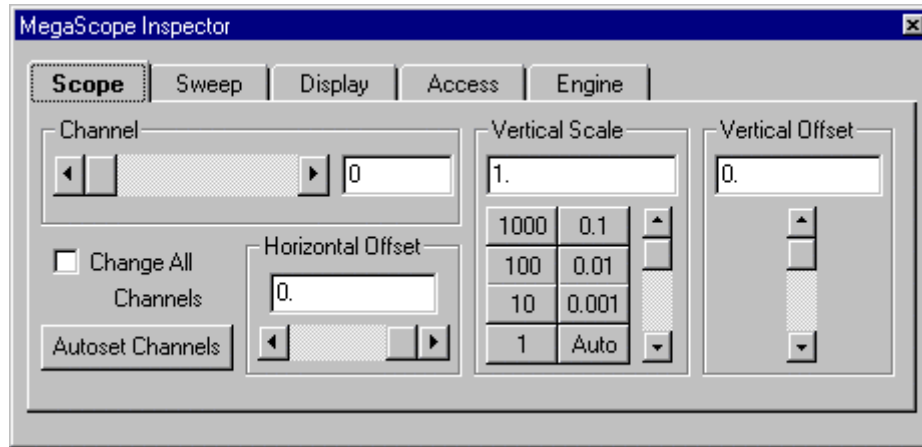 MegaScope Inspector
Scope Sweep Display Access Engine
Channel
0
Change All
Channels
Autoset Channels
Horizontal Offset
0.
Vertical Scale
1.
1000 0.1
100 0.01
10 0.001
1 Auto
Vertical Offset
0.